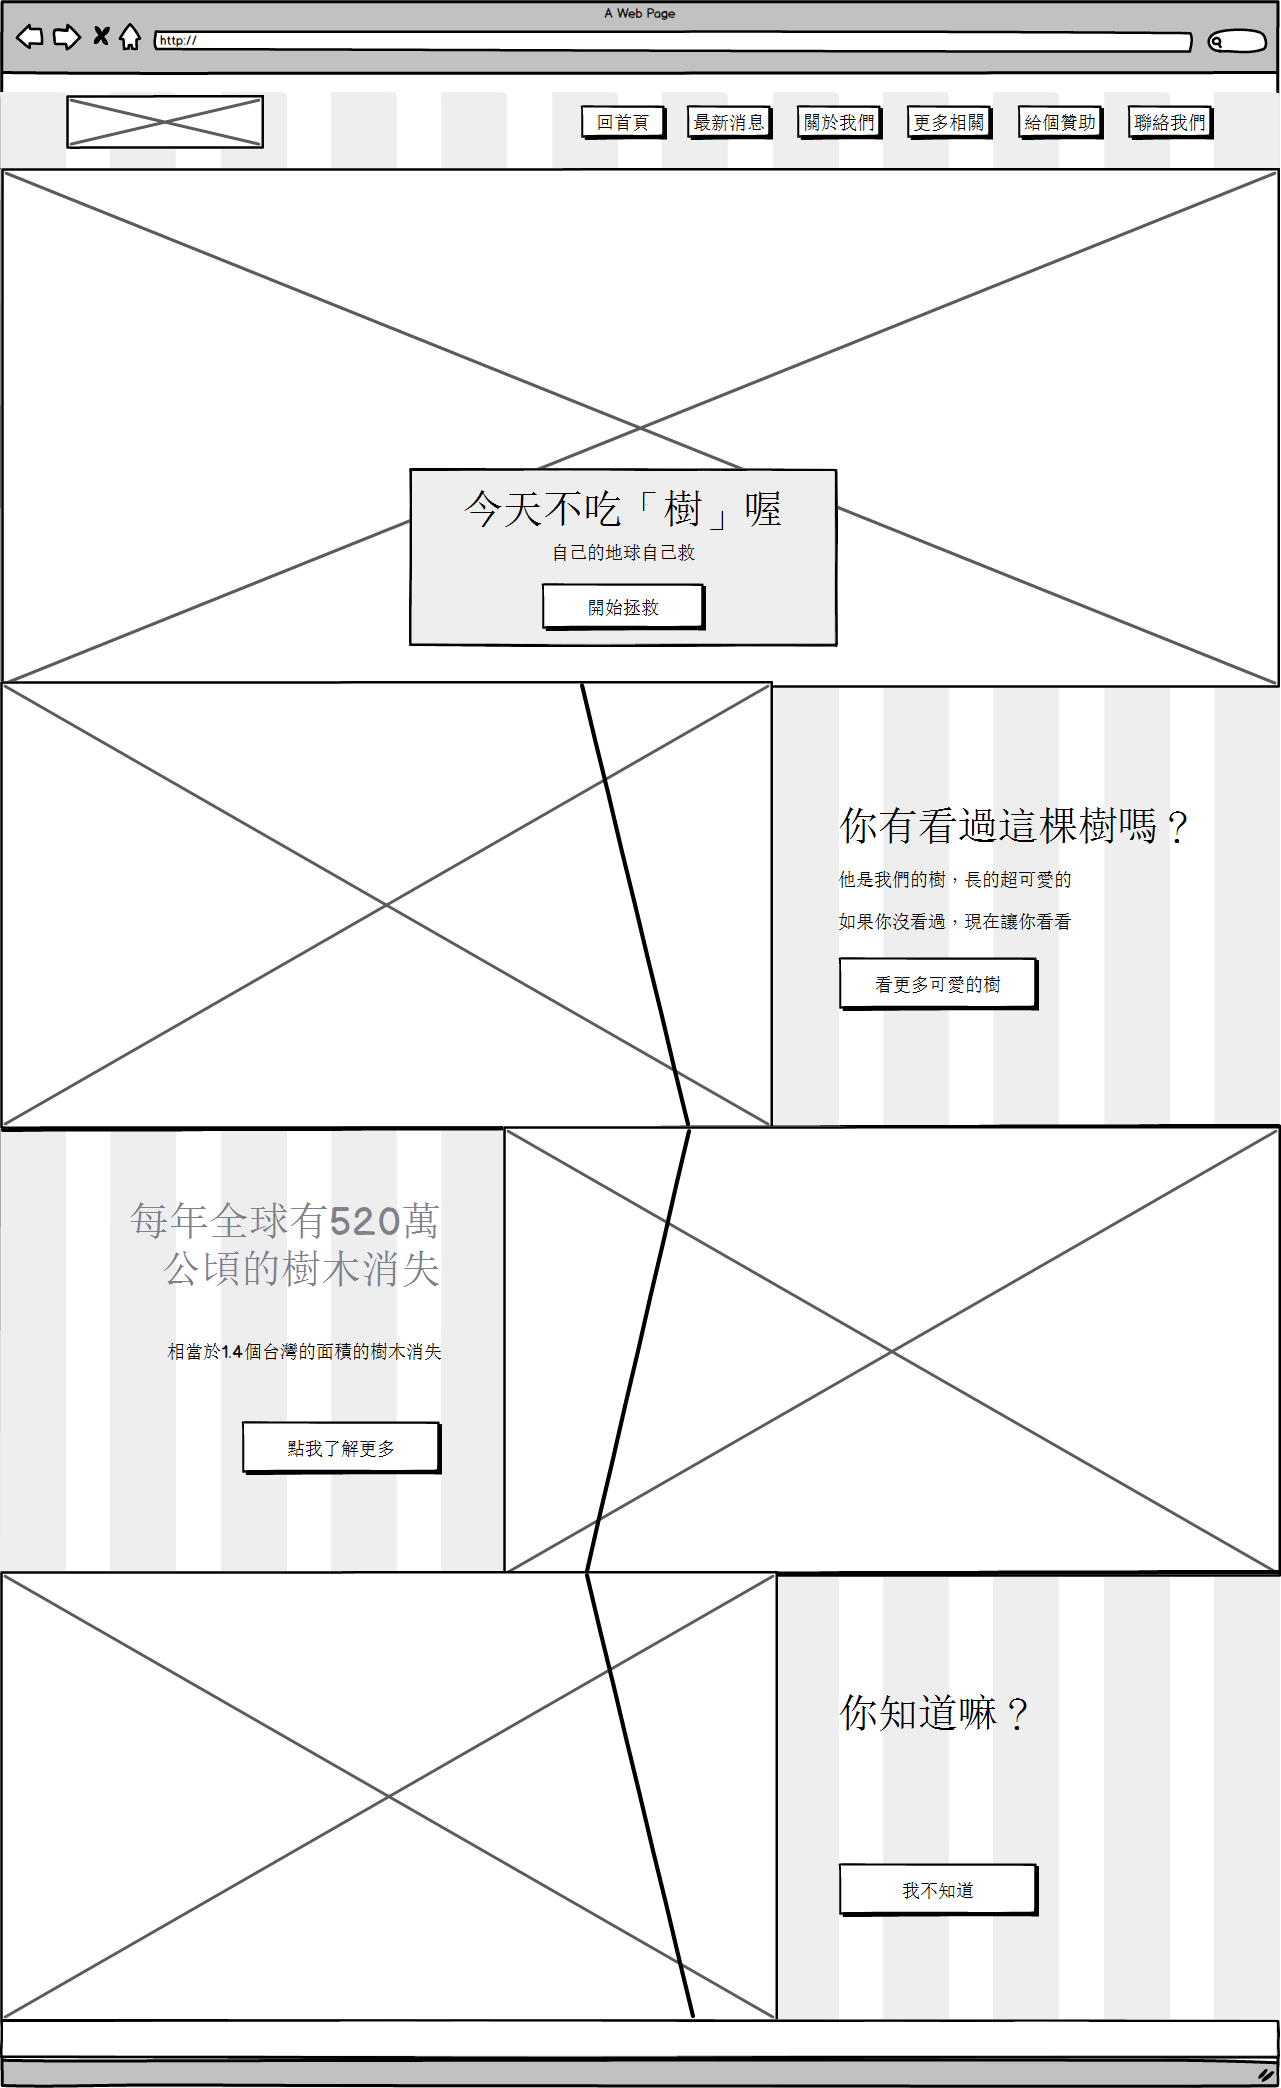 A Web Page
http://
回首頁
最新消息
關於我們
更多相關
給個贊助
聯絡我們
今天不吃「樹」喔
自己的地球自己救
開始拯救
你有看過這棵樹嗎？
他是我們的樹，長的超可愛的
如果你沒看過，現在讓你看看
看更多可愛的樹
每年全球有520萬
公頃的樹木消失
相當於1.4個台灣的面積的樹木消失
點我了解更多
你知道嘛？
我不知道